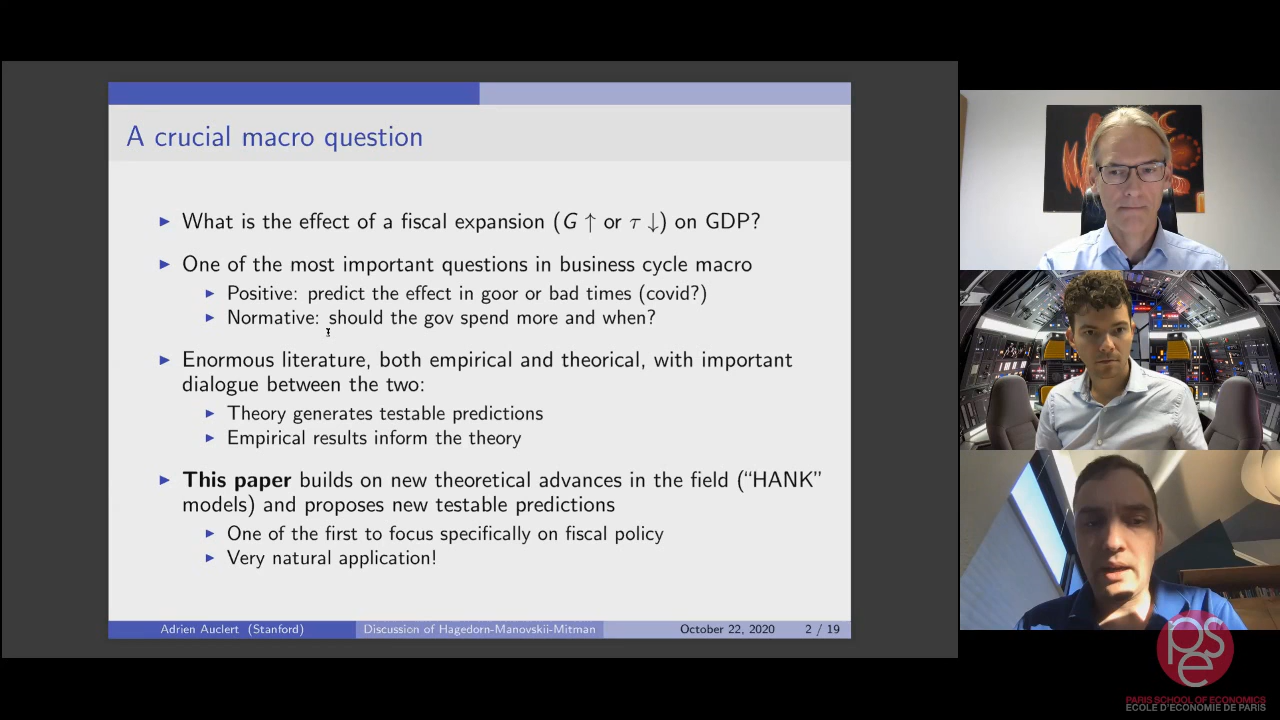 A crucial macro question
What is the effect of a fiscal expansion (G ↑ or τ ↓) on GDP?
One of the most important questions in business cycle macro
Positive: predict the effect in goor or bad times (covid?)
Normative: should the gov spend more and when?
Enormous literature, both empirical and theorical, with important
dialogue between the two:
Theory generates testable predictions
Empirical results inform the theory
This paper builds on new theoretical advances in the field (“HANK”
models) and proposes new testable predictions
One of the first to focus specifically on fiscal policy
Very natural application!
Adrien Auclert (Stanford) Discussion of Hagedorn-Manovskii-Mitman October 22, 2020 2 / 19
pse
PARIS SCHOOL OF ECONOMICS
ECOLE D'ECONOMIE DE PARIS